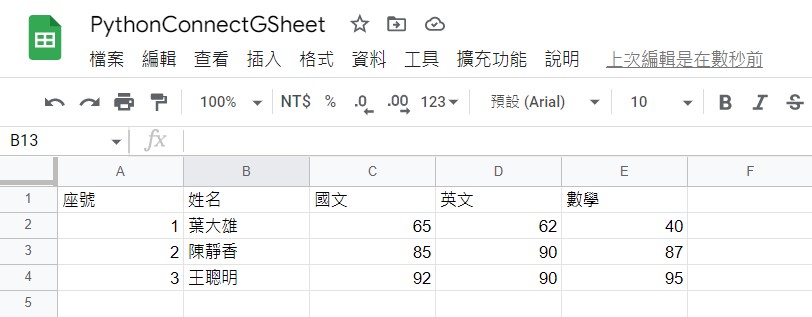 PythonConnectGSheet
檔案 編輯 查看 插入 格式 資料 工具 擴充功能 說明 上次編輯是在數秒前
100% NT$ % .0 .00 123 預設 (Arial) 10 B I S
B13 fx
A B C D E F
1 座號 姓名 國文 英文 數學
2 1 葉大雄 65 62 40
3 2 陳靜香 85 90 87
4 3 王聰明 92 90 95
5